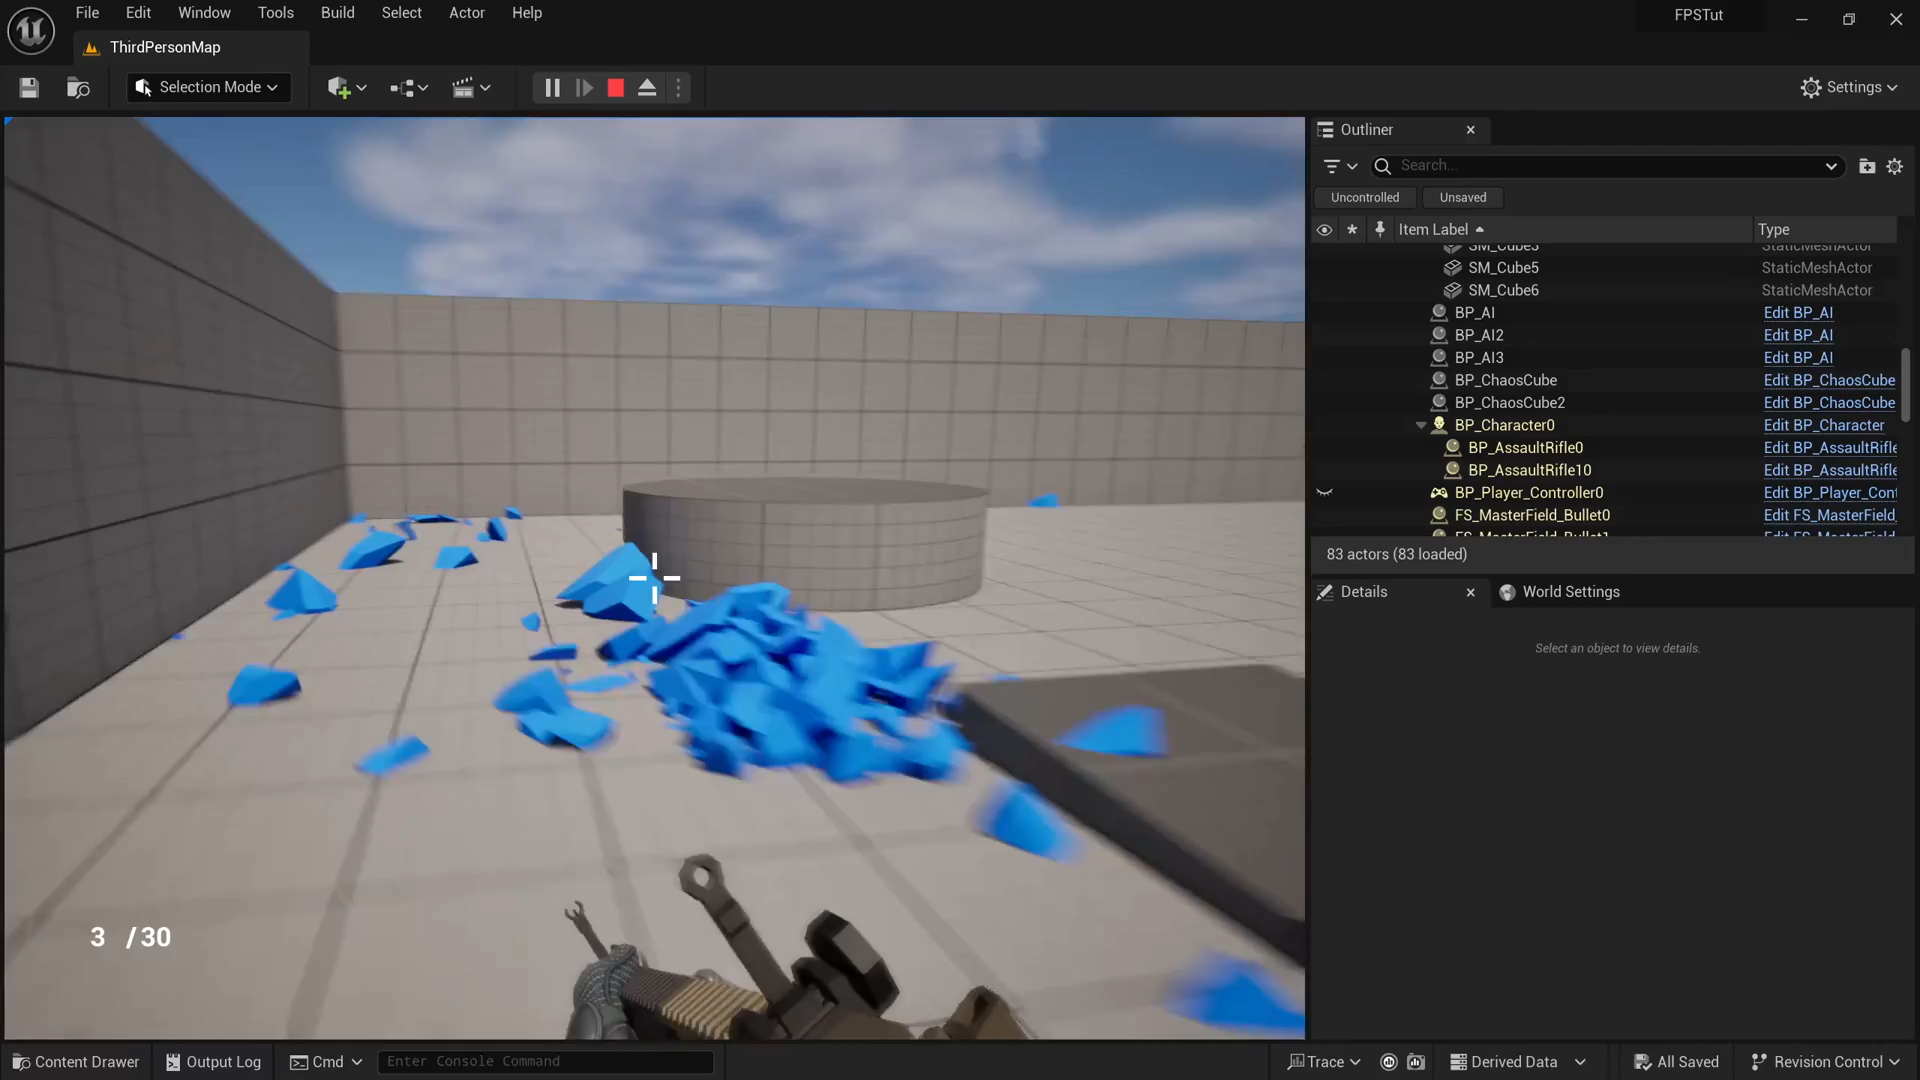 File Edit Window Tools Build Select Actor Help
FPSTut
ThirdPersonMap
Selection Mode
Settings
Outliner
Search...
Uncontrolled Unsaved
Item Label Type
StaticMeshActor
SM_Cube5 StaticMeshActor
SM_Cube6 StaticMeshActor
BP_AI Edit BP_AI
BP_AI2 Edit BP_AI
BP_AI3 Edit BP_AI
BP_ChaosCube Edit BP_ChaosCube
BP_ChaosCube2 Edit BP_ChaosCube
BP_Character0 Edit BP_Character
BP_AssaultRifle0 Edit BP_AssaultRifle
BP_AssaultRifle10 Edit BP_AssaultRifle
BP_Player_Controller0 Edit BP_Player_Cont
FS_MasterField_Bullet0 Edit FS_MasterField_
83 actors (83 loaded)
Details World Settings
Select an object to view details.
3 /30
Content Drawer Output Log Cmd Enter Console Command Trace Derived Data All Saved Revision Control